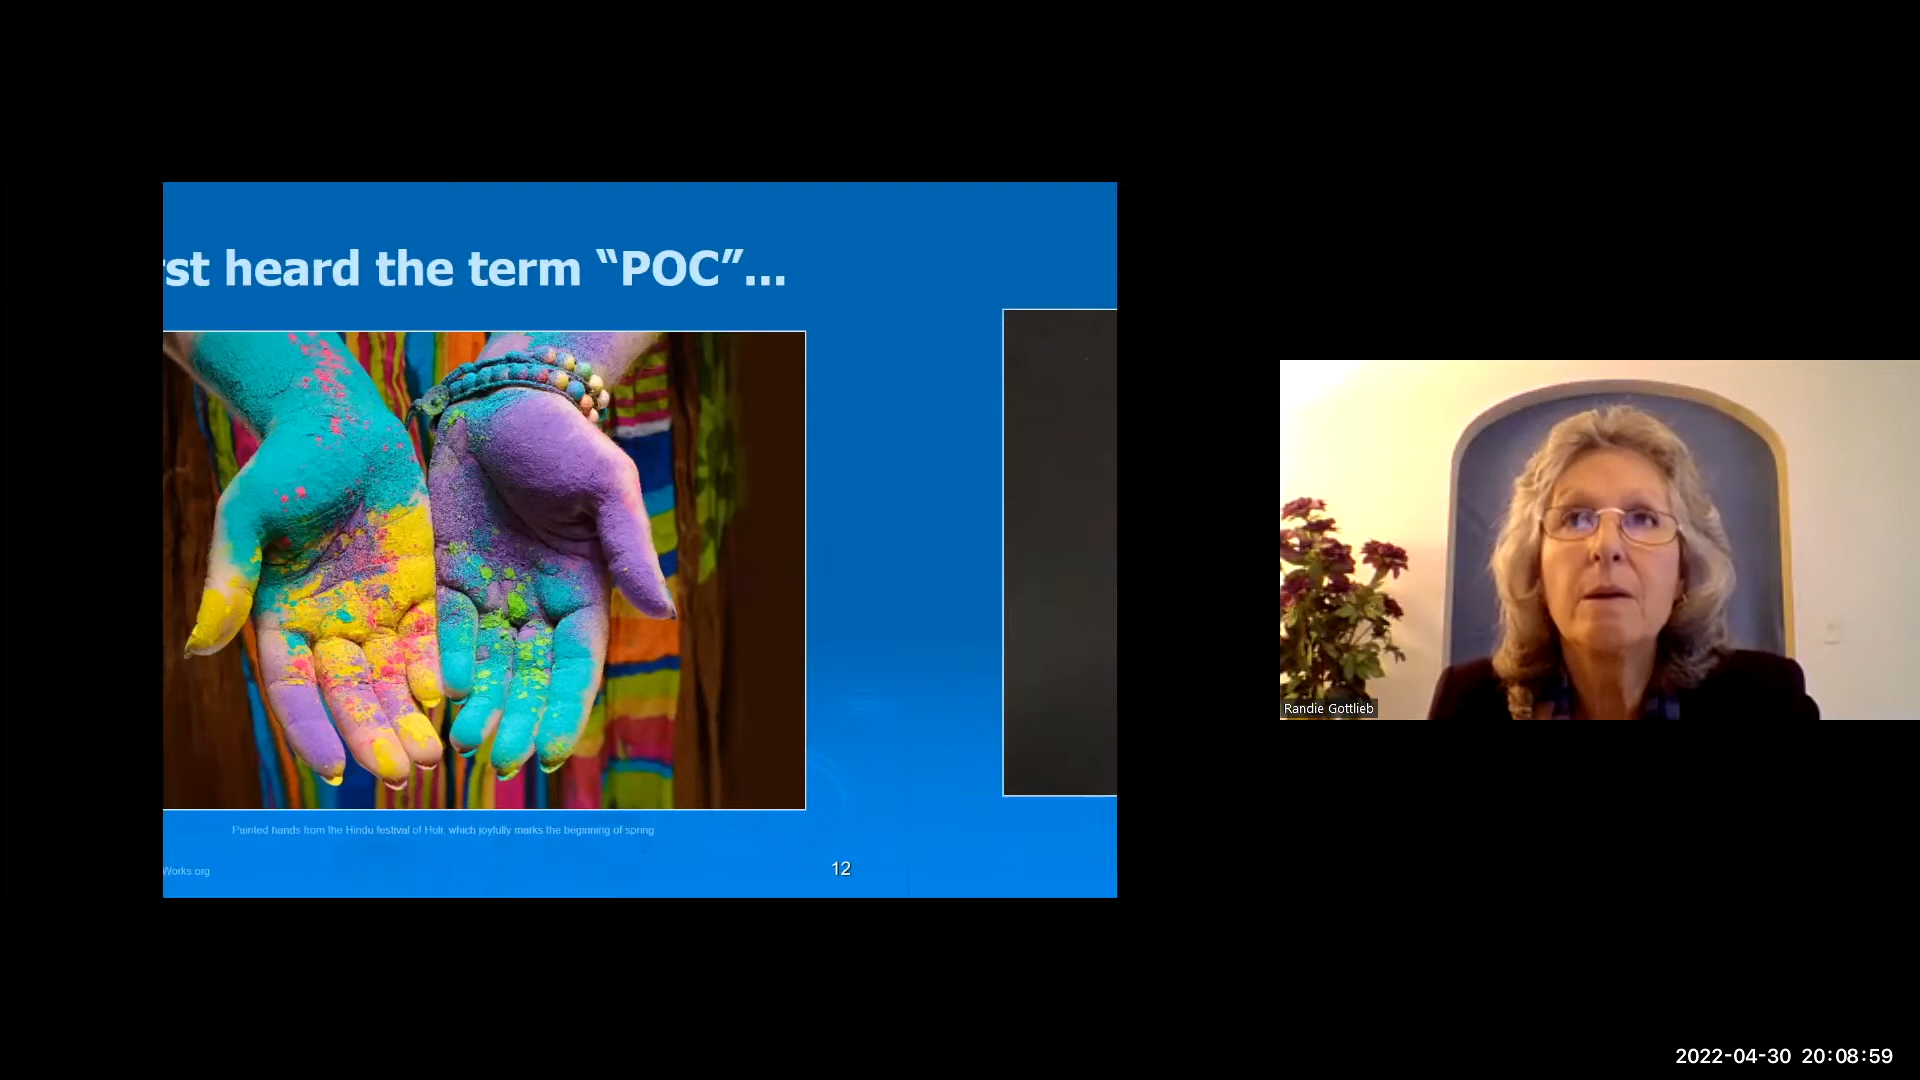 rst heard the term “POC”...
Painted hands from the Hindu festival of Holi, which joyfully marks the beginning of spring
Works.org
12
Randie Gottlieb
2022-04-30 20:08:59